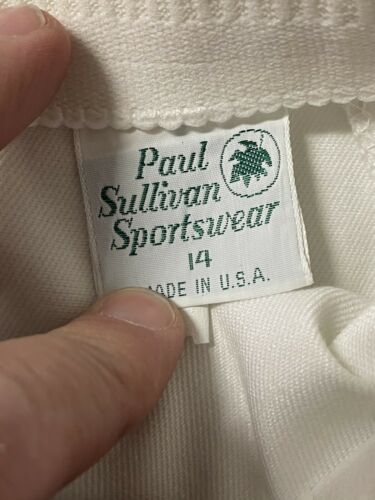 Paul
Sullivan
Sportswear
14
MADE IN U.S.A.